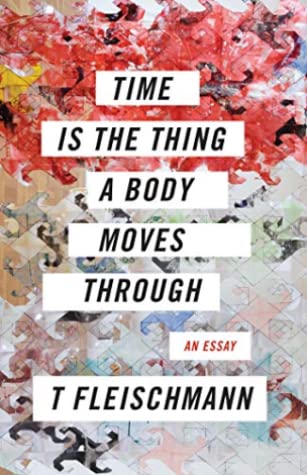 TIME
IS THE THING
A BODY
MOVES
THROUGH
AN ESSAY
T FLEISCHMANN